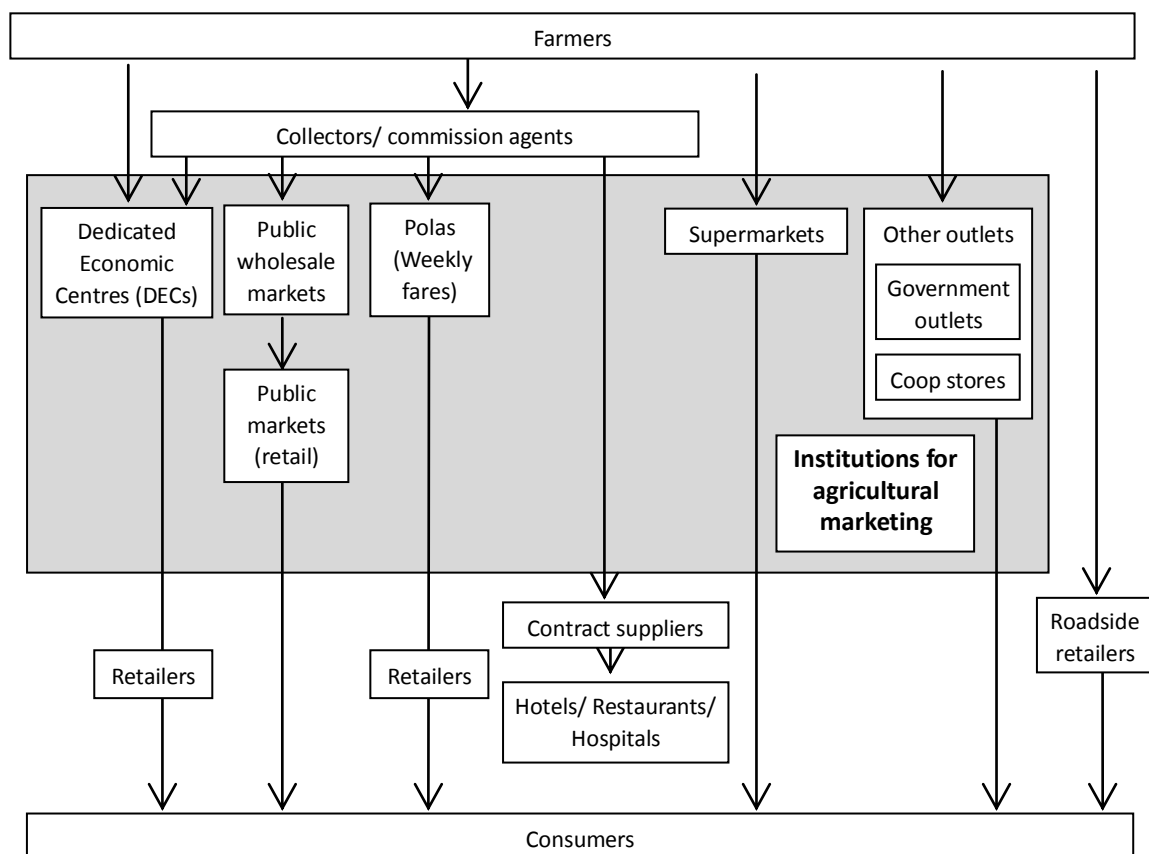 Farmers
Collectors/ commission agents
Dedicated
Economic
Centres (DECs)
Public
wholesale
markets
Polas
(Weekly
fares)
Supermarkets
Other outlets
Government
outlets
Coop stores
Public
markets
(retail)
Institutions for
agricultural
marketing
Contract suppliers
Roadside
retailers
Retailers
Retailers
Hotels/ Restaurants/
Hospitals
Consumers